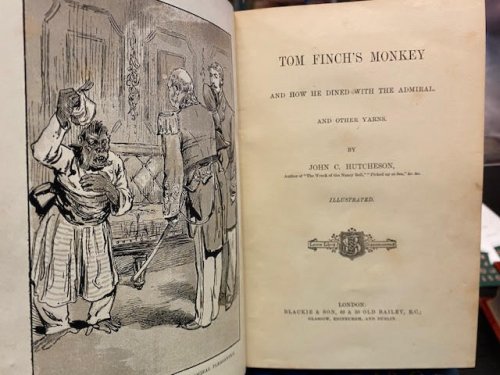 TOM FINCH'S MONKEY
AND HOW HE DINED WITH THE ADMIRAL.
AND OTHER YARNS.
BY
JOHN C. HUTCHESON,
Author of "The Wreck of the Nancy Bell," "Picked up at Sea," &c. &c.
ILLUSTRATED.
LONDON:
BLACKIE & SON, 49 & 50 OLD BAILEY, E.C.;
GLASGOW, EDINBURGH, AND DUBLIN.